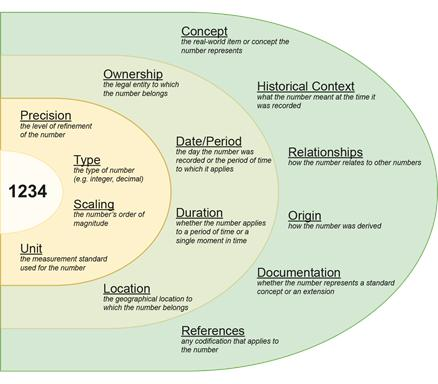 Concept
the real-world item or concept the
number represents
Ownership
the legal entity to which
the number belongs
Historical Context
what the number meant at the time it
was recorded
Precision
the level of refinement
of the number
Date/Period
the day the number was
recorded or the period of time
to which it applies
Relationships
how the number relates to other numbers
Type
the type of number
(e.g. integer, decimal)
1234
Scaling
the number's order of
magnitude
Duration
whether the number applies
to a period of time or a
single moment in time
Origin
how the number was derived
Unit
the measurement standard
used for the number
Documentation
whether the number represents a standard
concept or an extension
Location
the geographical location to
which the number belongs
References
any codification that applies to
the number